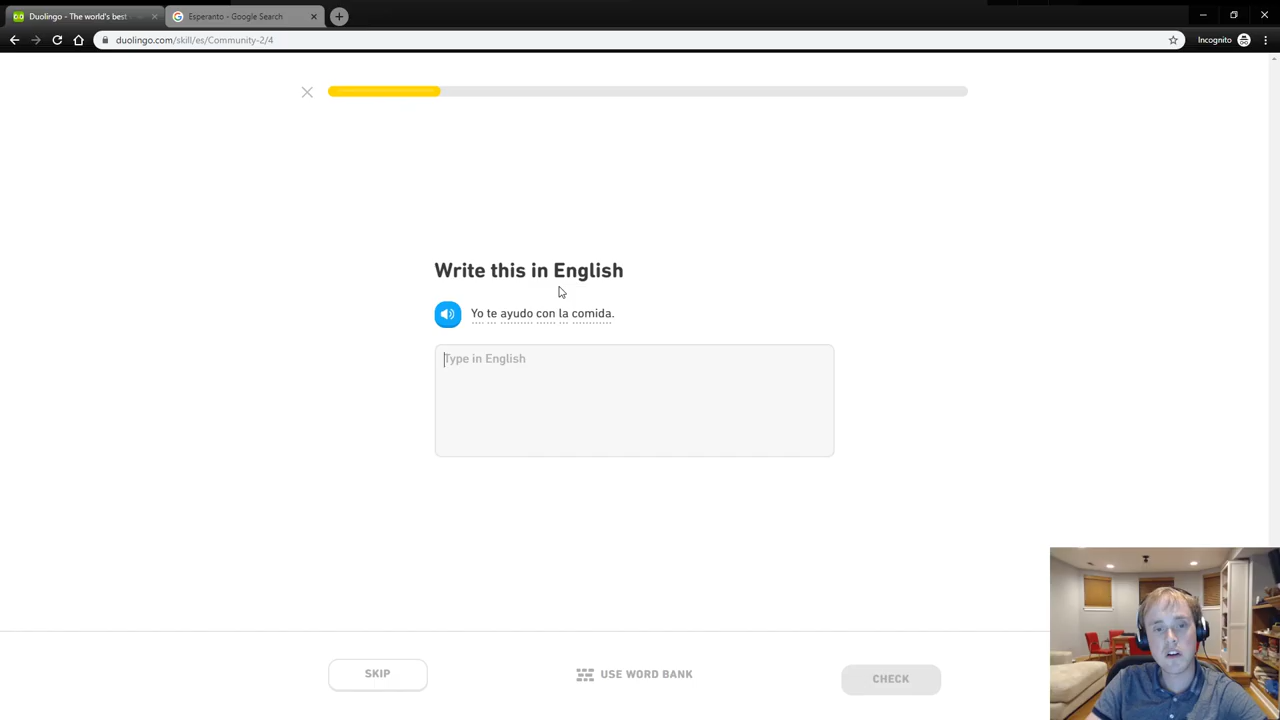 Duolingo - The world's best
Esperanto - Google Search
duolingo.com/skill/es/Community-2/4
Incognito
Write this in English
Yo te ayudo con la comida.
Type in English
SKIP
USE WORD BANK
CHECK